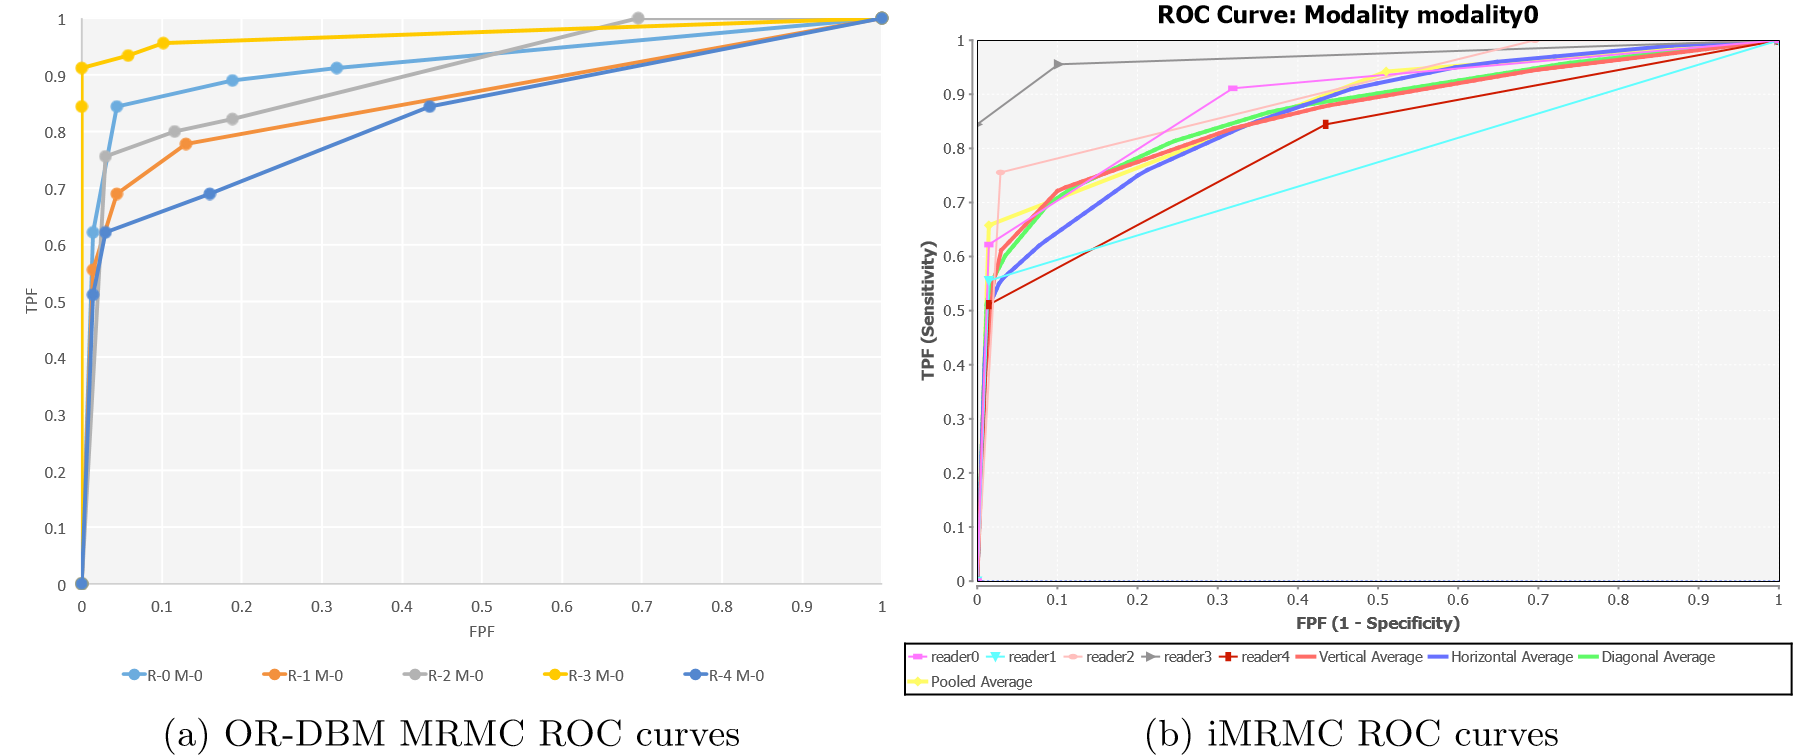 1
0.9
0.8
0.7
0.6
0.5
0.4
0.3
0.2
0.1
0
TPF
0 0.1 0.2 0.3 0.4 0.5 0.6 0.7 0.8 0.9 1
FPF
R-0 M-0 R-1 M-0 R-2 M-0 R-3 M-0 R-4 M-0
(a) OR-DBM MRMC ROC curves
ROC Curve: Modality modality0
1
0.9
0.8
0.7
0.6
0.5
0.4
0.3
0.2
0.1
0
TPF (Sensitivity)
0 0.1 0.2 0.3 0.4 0.5 0.6 0.7 0.8 0.9 1
FPF (1 - Specificity)
reader0 reader1 reader2 reader3 reader4 Vertical Average Horizontal Average Diagonal Average
Pooled Average
(b) iMRMC ROC curves